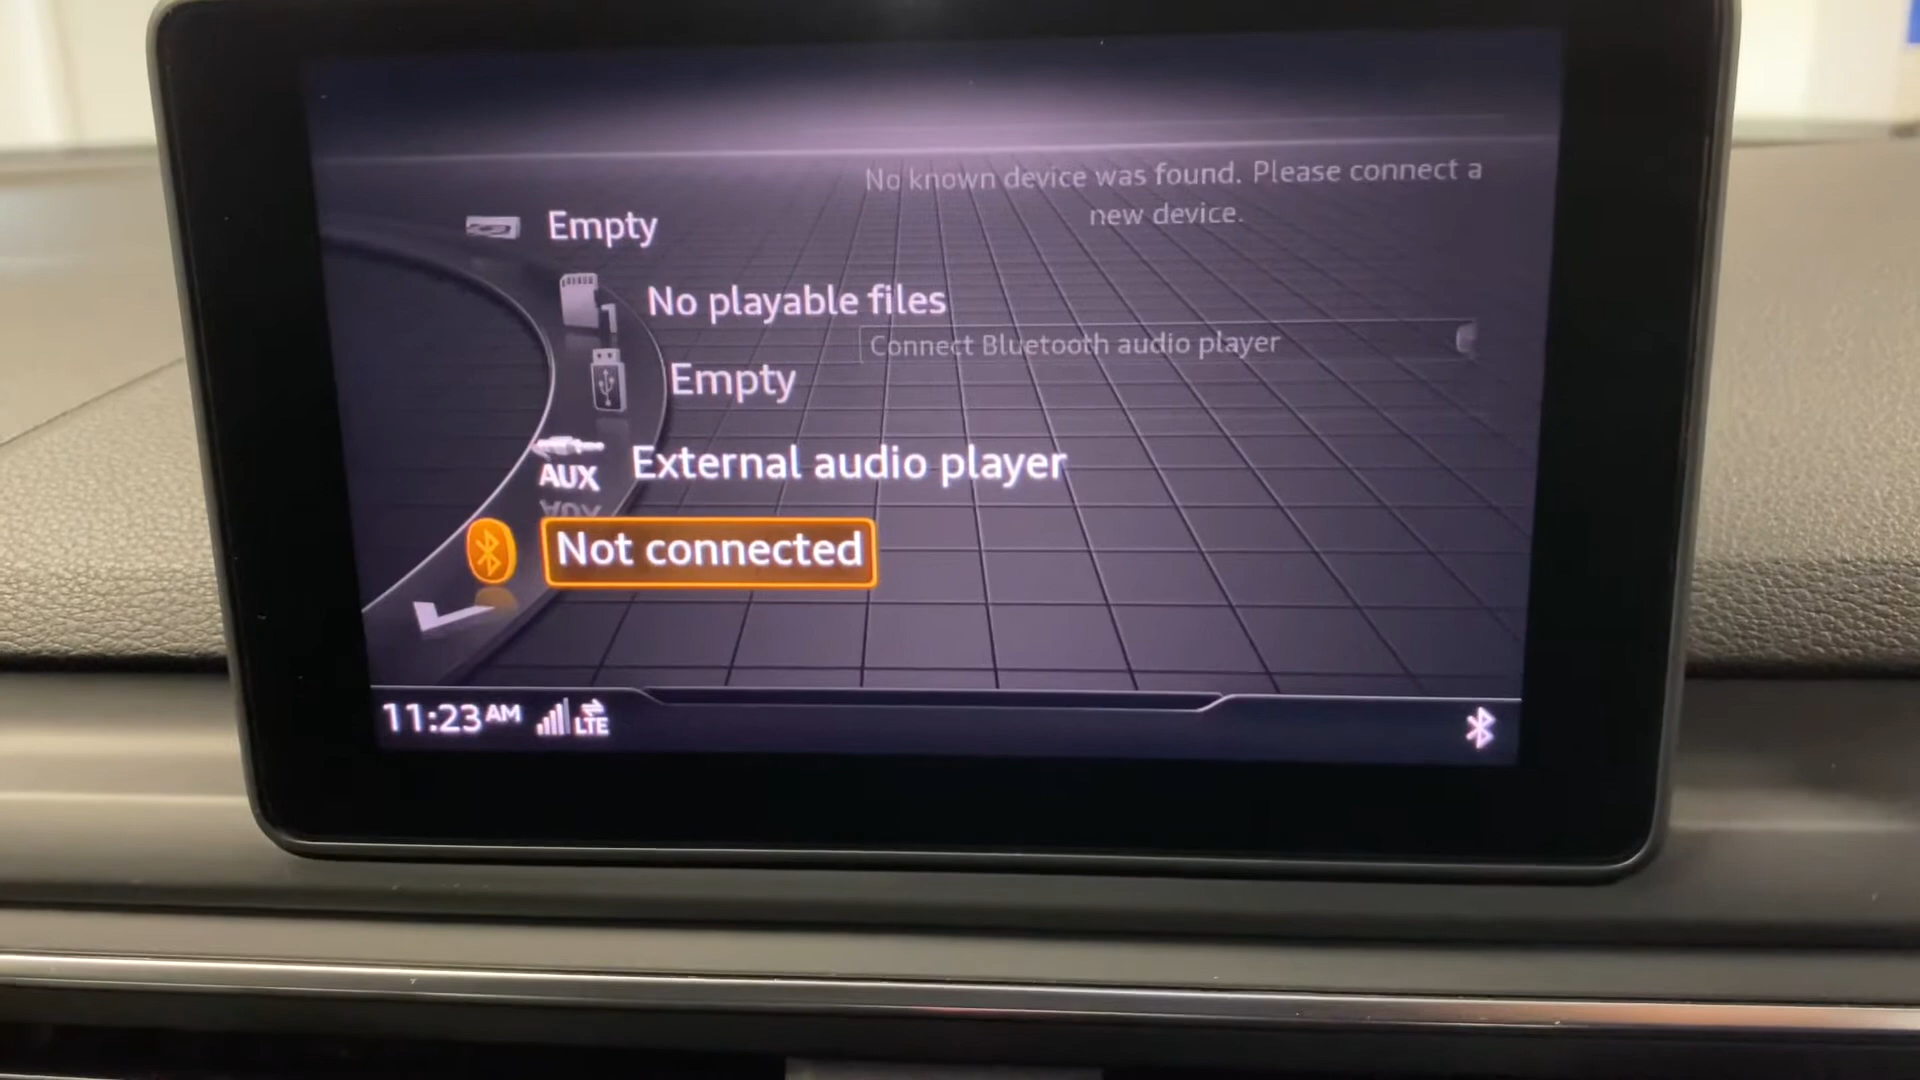 No known device was found. Please connect a
new device.
Empty
1
No playable files
Connect Bluetooth audio player
Empty
AUX
External audio player
Not connected
11:23 AM LTE